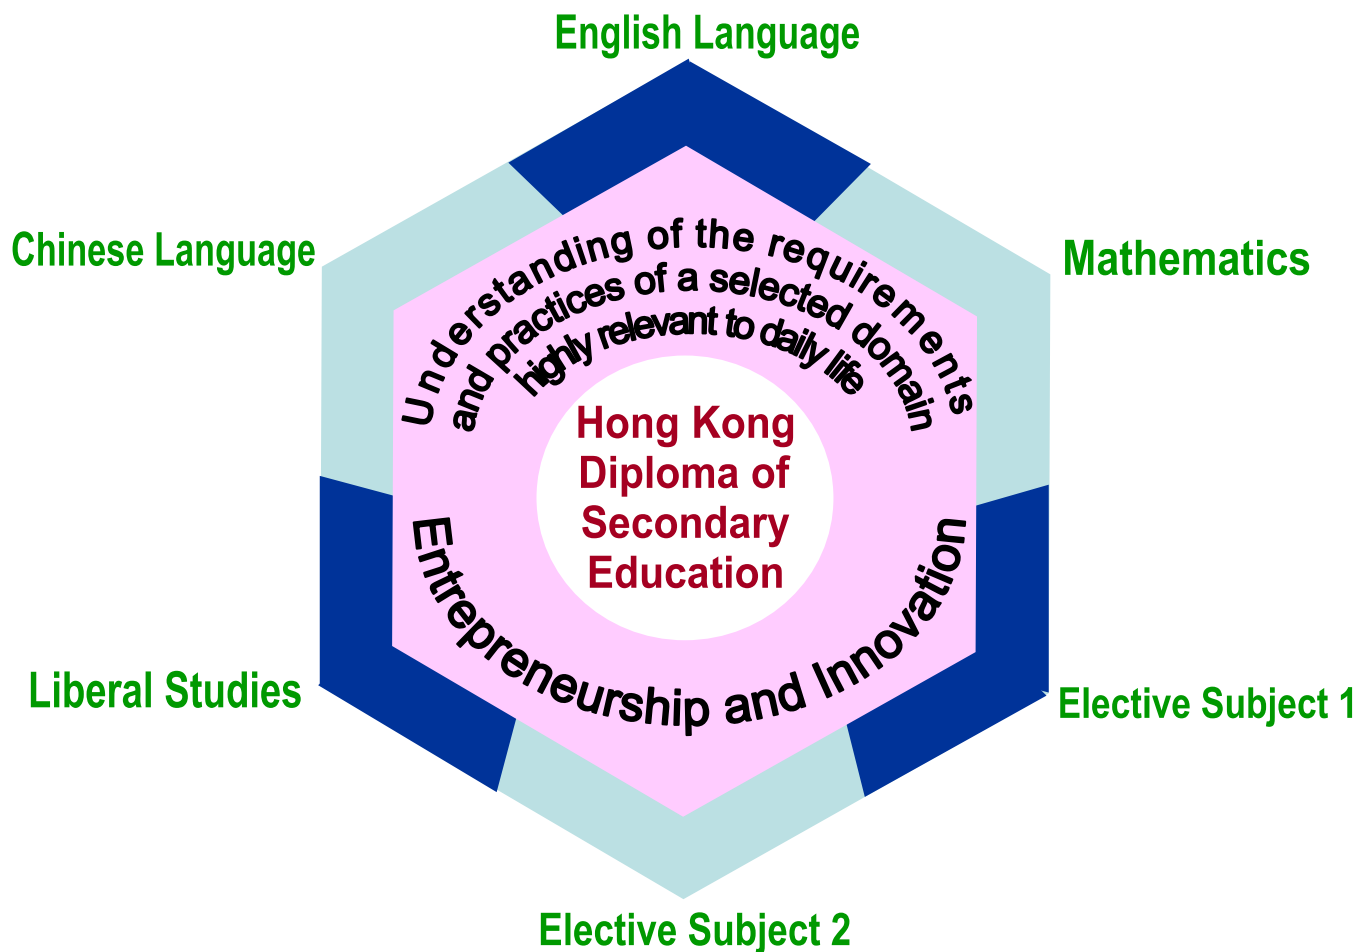 English Language
Chinese Language
Mathematics
Understanding of the requirements
and practices of a selected domain
highly relevant to daily life
Hong Kong
Diploma of
Secondary
Education
Entrepreneurship and Innovation
Liberal Studies
Elective Subject 1
Elective Subject 2